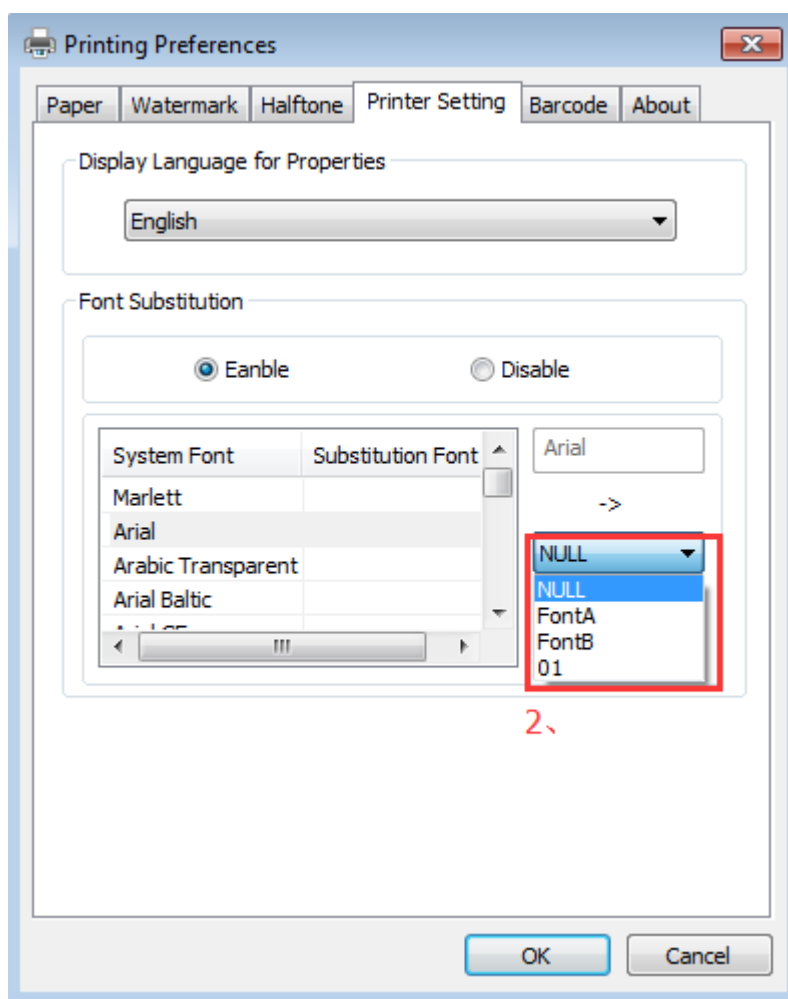 Printing Preferences
Paper Watermark Halftone Printer Setting Barcode About
Display Language for Properties
English
Font Substitution
Eanble Disable
System Font Substitution Font
Marlett
Arial
Arabic Transparent
Arial Baltic
Arial
->
NULL
NULL
FontA
FontB
01
2、
OK Cancel